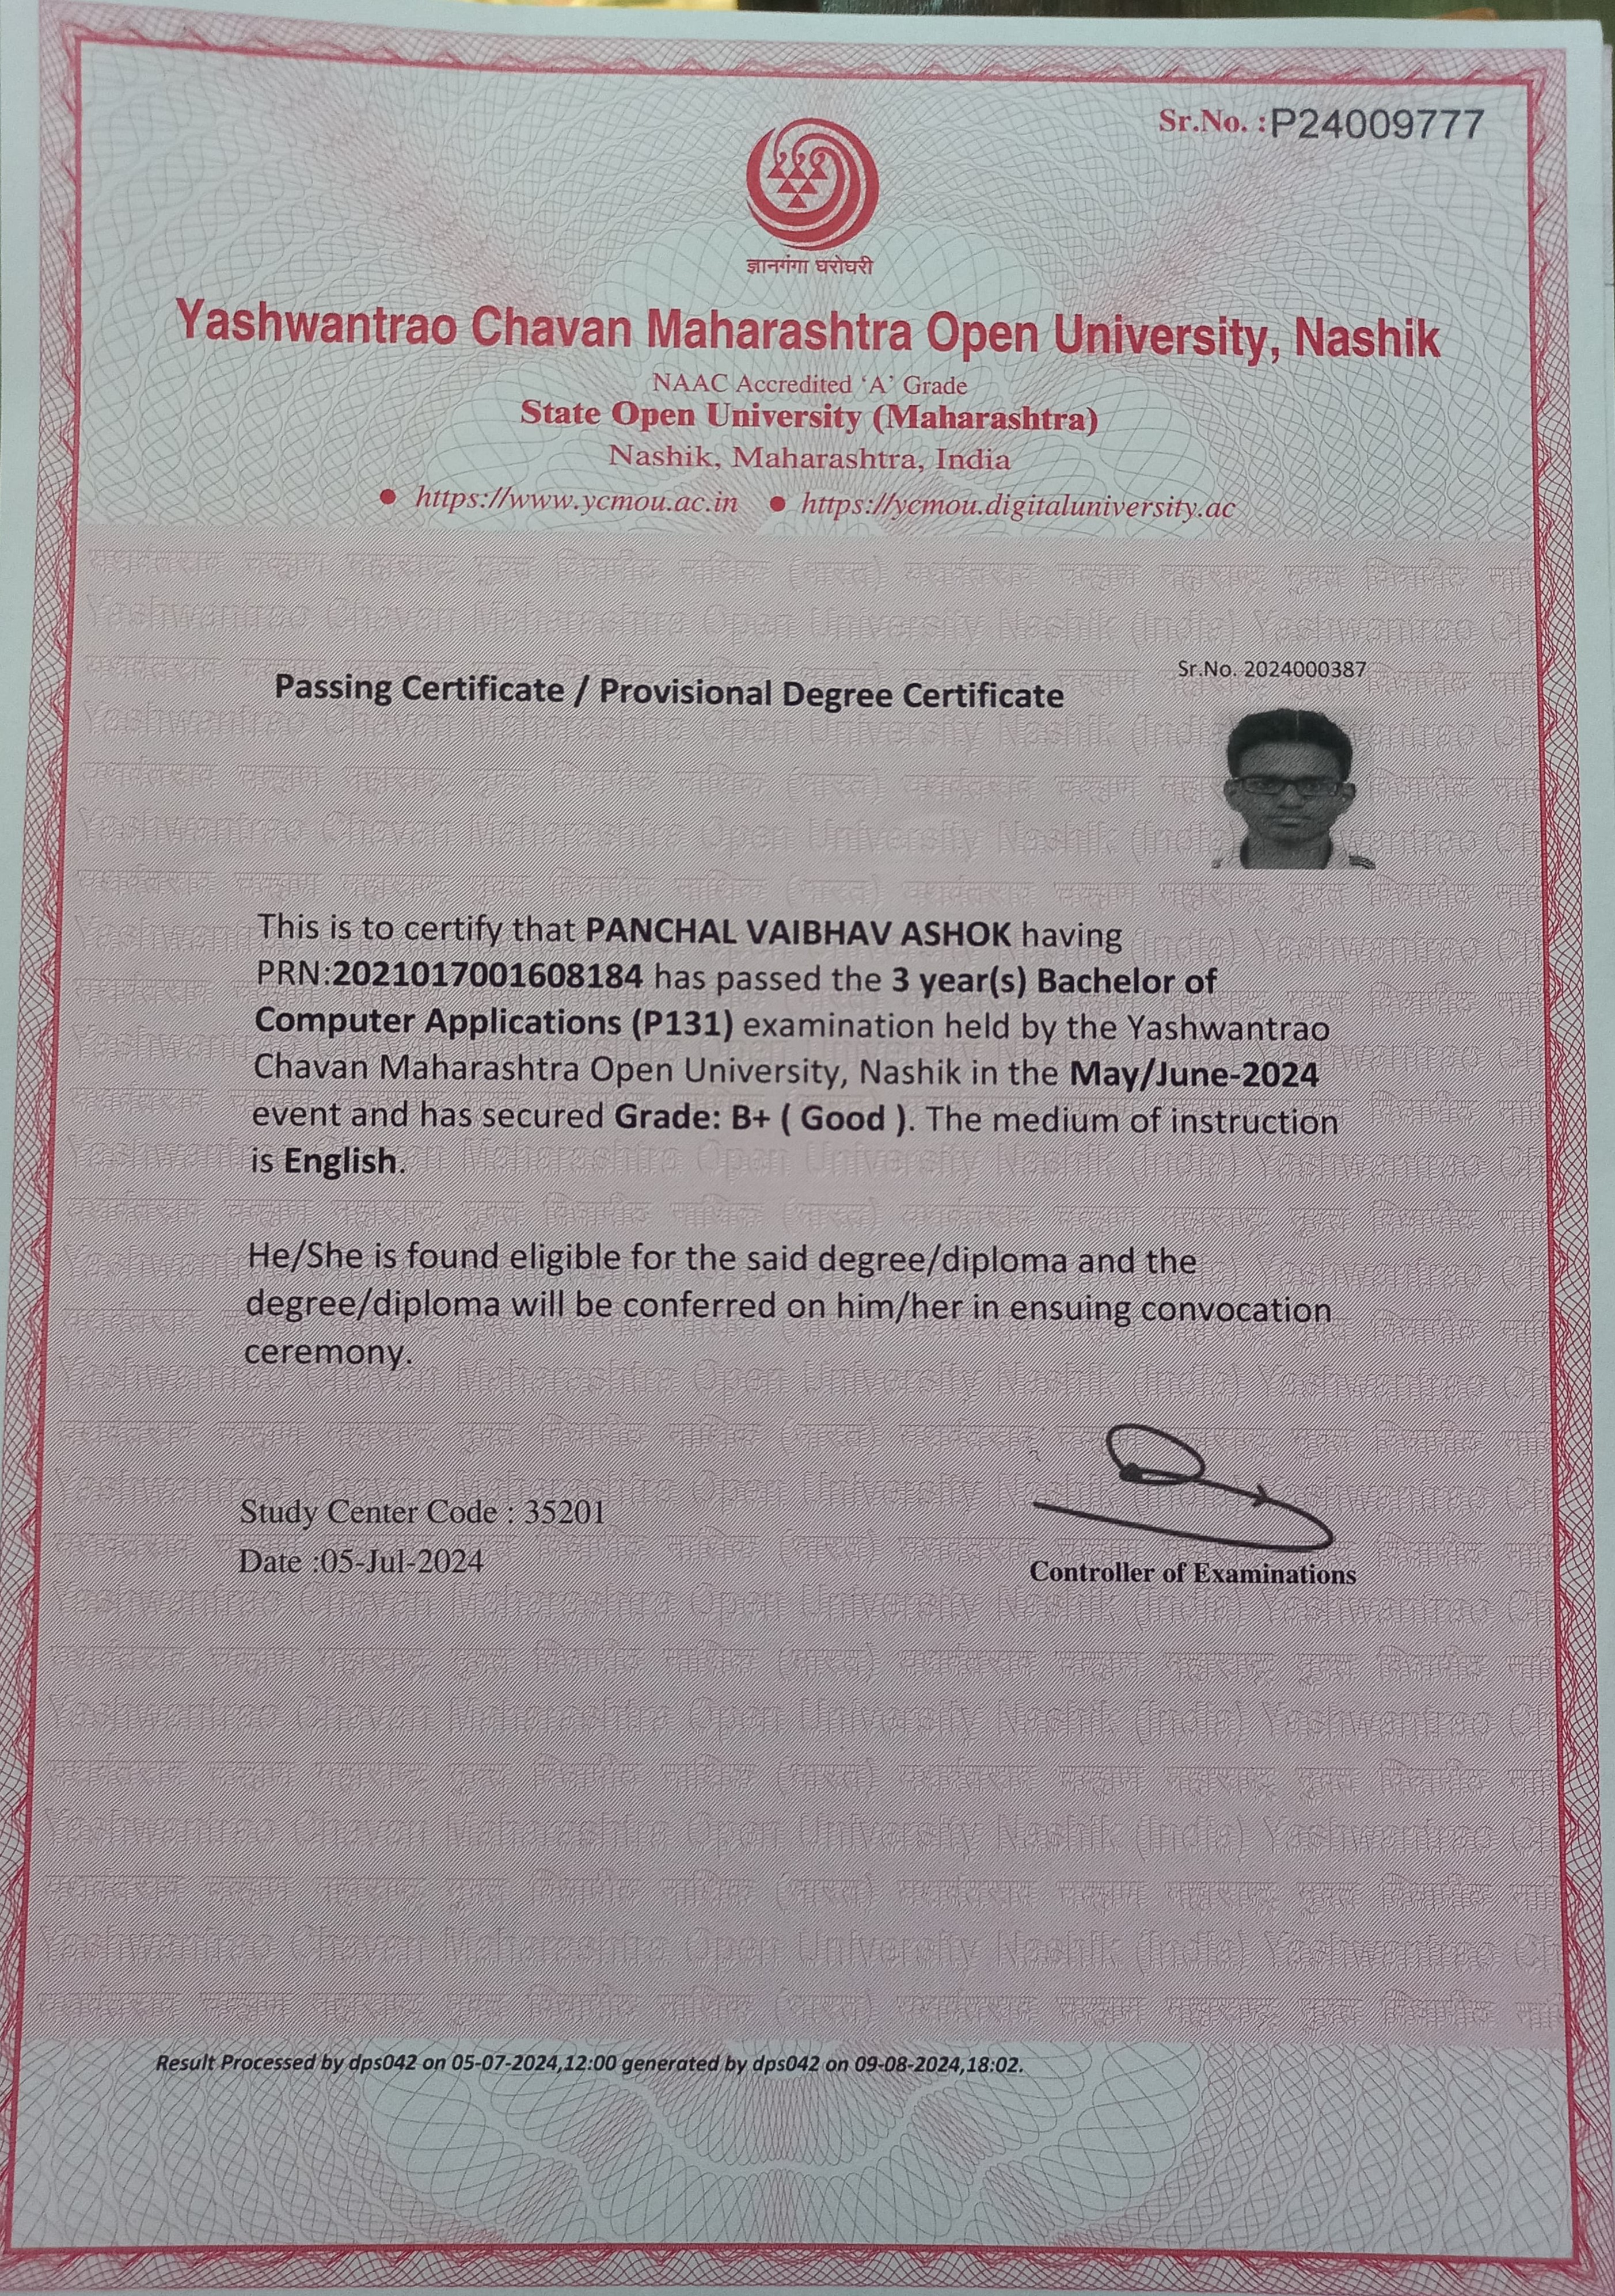 Sr.No. :P24009777
ज्ञानगंगा घरोघरी
Yashwantrao Chavan Maharashtra Open University, Nashik
NAAC Accredited ‘A’ Grade
State Open University (Maharashtra)
Nashik, Maharashtra, India
● https://www.ycmou.ac.in ● https://ycmou.digitaluniversity.ac
Sr.No. 2024000387
Passing Certificate / Provisional Degree Certificate
This is to certify that PANCHAL VAIBHAV ASHOK having
PRN:2021017001608184 has passed the 3 year(s) Bachelor of
Computer Applications (P131) examination held by the Yashwantrao
Chavan Maharashtra Open University, Nashik in the May/June-2024
event and has secured Grade: B+ ( Good ). The medium of instruction
is English.
He/She is found eligible for the said degree/diploma and the
degree/diploma will be conferred on him/her in ensuing convocation
ceremony.
Study Center Code : 35201
Date :05-Jul-2024
Controller of Examinations
Result Processed by dps042 on 05-07-2024,12:00 generated by dps042 on 09-08-2024,18:02.